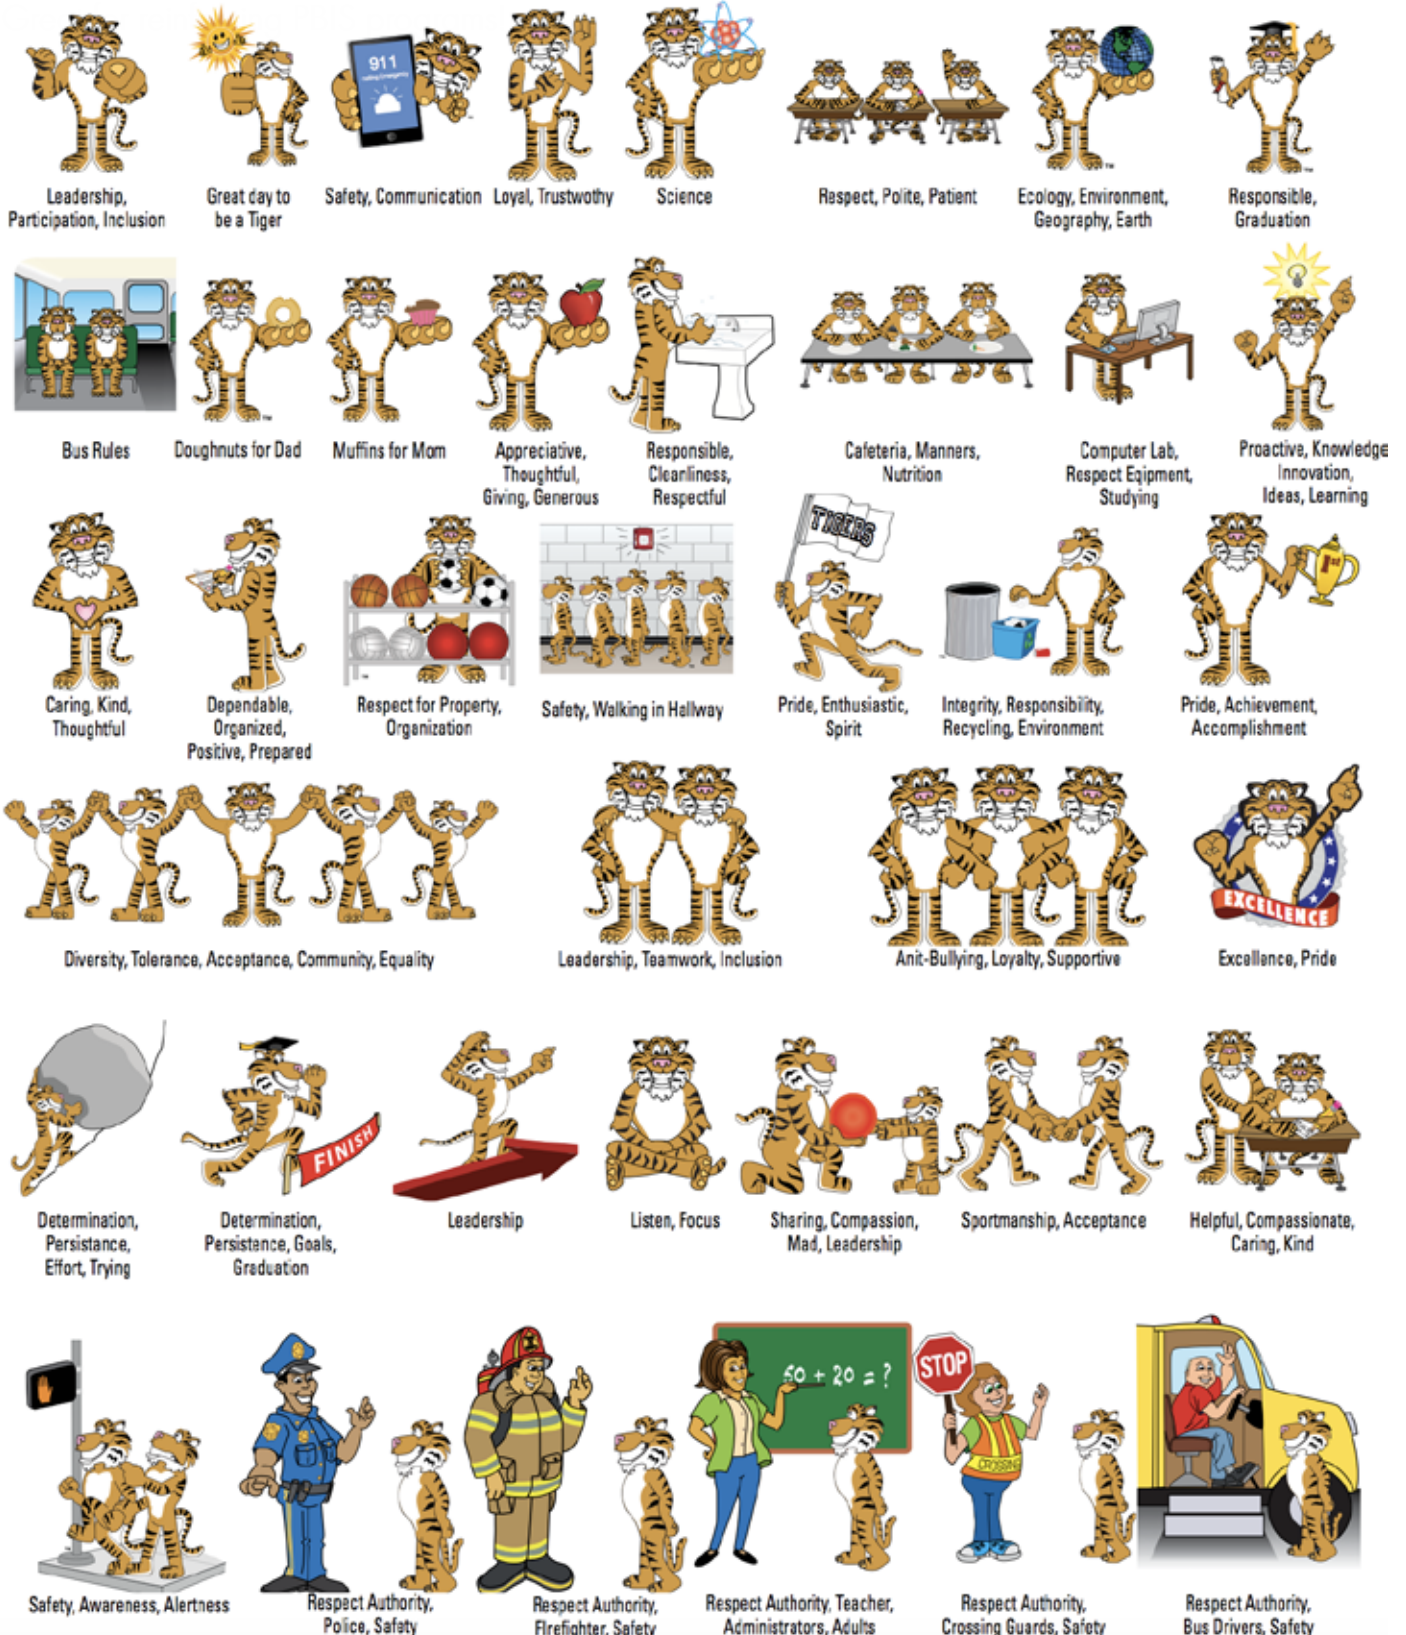 911
calling Emergency
Leadership,
Participation, Inclusion
Great day to
be a Tiger
Safety, Communication
Loyal, Trustwothy
Science
Respect, Polite, Patient
Ecology, Environment,
Geography, Earth
Responsible,
Graduation
Bus Rules
Doughnuts for Dad
Muffins for Mom
Appreciative,
Thoughtful,
Giving, Generous
Responsible,
Cleanliness,
Respectful
Cafeteria, Manners,
Nutrition
Computer Lab,
Respect Eqipment,
Studying
Proactive, Knowledge
Innovation,
Ideas, Learning
TIGERS
1st
Caring, Kind,
Thoughtful
Dependable,
Organized,
Positive, Prepared
Respect for Property,
Organization
Safety, Walking in Hallway
Pride, Enthusiastic,
Spirit
Integrity, Responsibility,
Recycling, Environment
Pride, Achievement,
Accomplishment
EXCELLENCE
Diversity, Tolerance, Acceptance, Community, Equality
Leadership, Teamwork, Inclusion
Anit-Bullying, Loyalty, Supportive
Excellence, Pride
FINISH
Determination,
Persistance,
Effort, Trying
Determination,
Persistence, Goals,
Graduation
Leadership
Listen, Focus
Sharing, Compassion,
Mad, Leadership
Sportmanship, Acceptance
Helpful, Compassionate,
Caring, Kind
50 + 20 = ?
STOP
CROSSING
Safety, Awareness, Alertness
Respect Authority,
Police, Safety
Respect Authority,
Firefighter, Safety
Respect Authority, Teacher,
Administrators, Adults
Respect Authority,
Crossing Guards, Safety
Respect Authority,
Bus Drivers, Safety